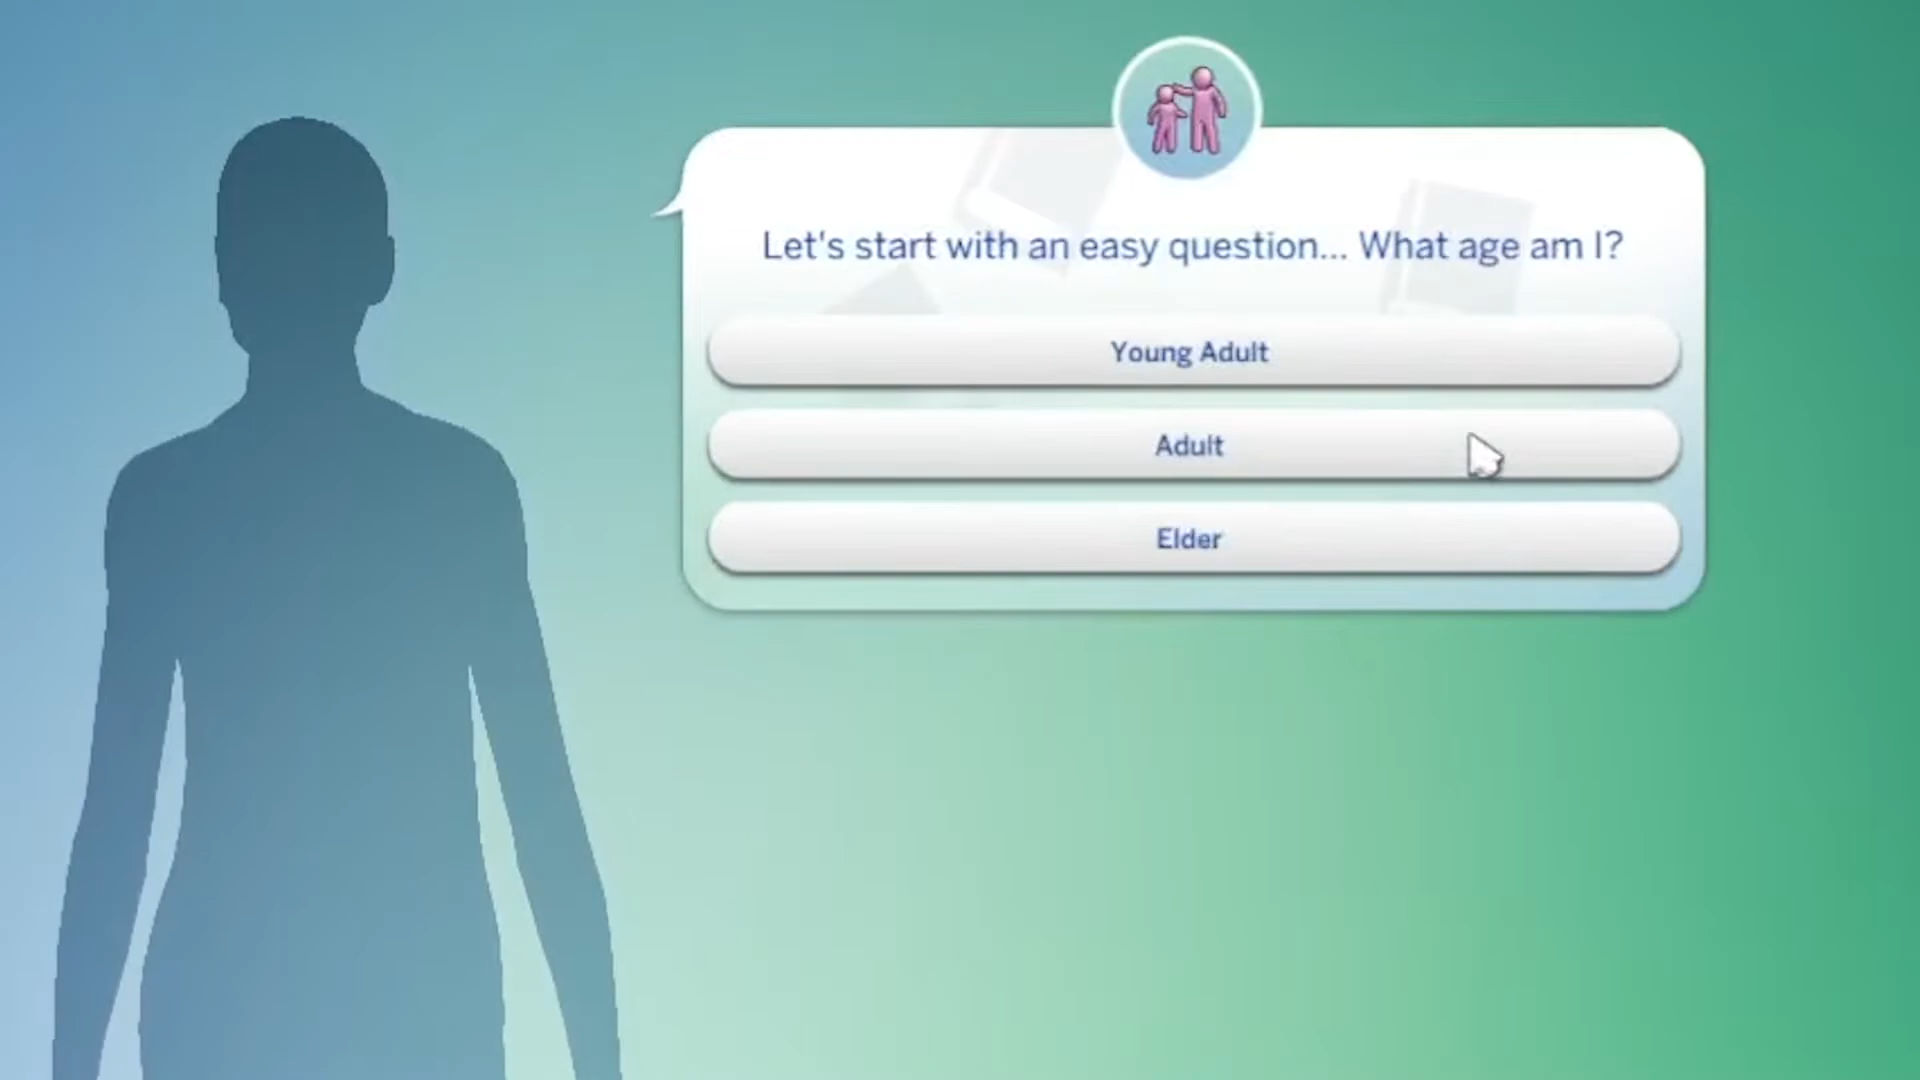 Let's start with an easy question... What age am I?
Young Adult
Adult
Elder